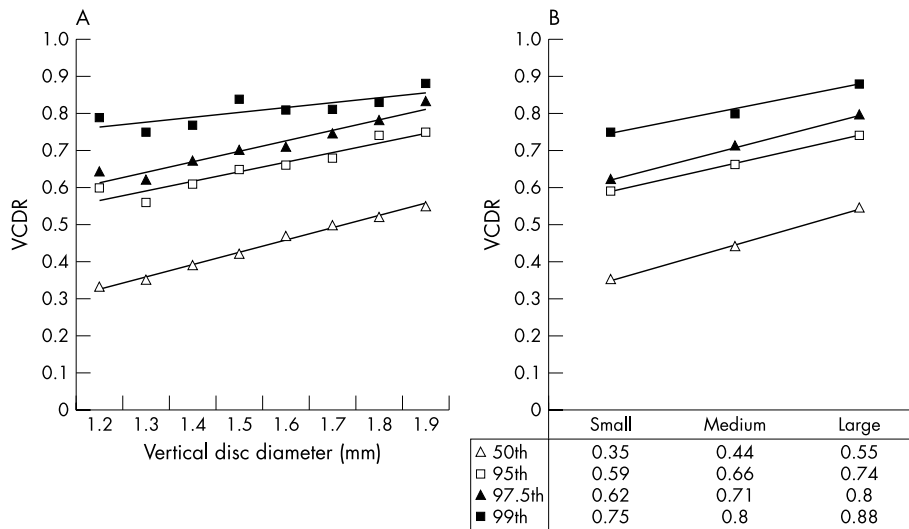 A
1.0
0.9
0.8
0.7
0.6
0.5
0.4
0.3
0.2
0.1
0
VCDR
1.2 1.3 1.4 1.5 1.6 1.7 1.8 1.9
Vertical disc diameter (mm)
B
1.0
0.9
0.8
0.7
0.6
0.5
0.4
0.3
0.2
0.1
0
VCDR
Small Medium Large
50th 0.35 0.44 0.55
95th 0.59 0.66 0.74
97.5th 0.62 0.71 0.8
99th 0.75 0.8 0.88